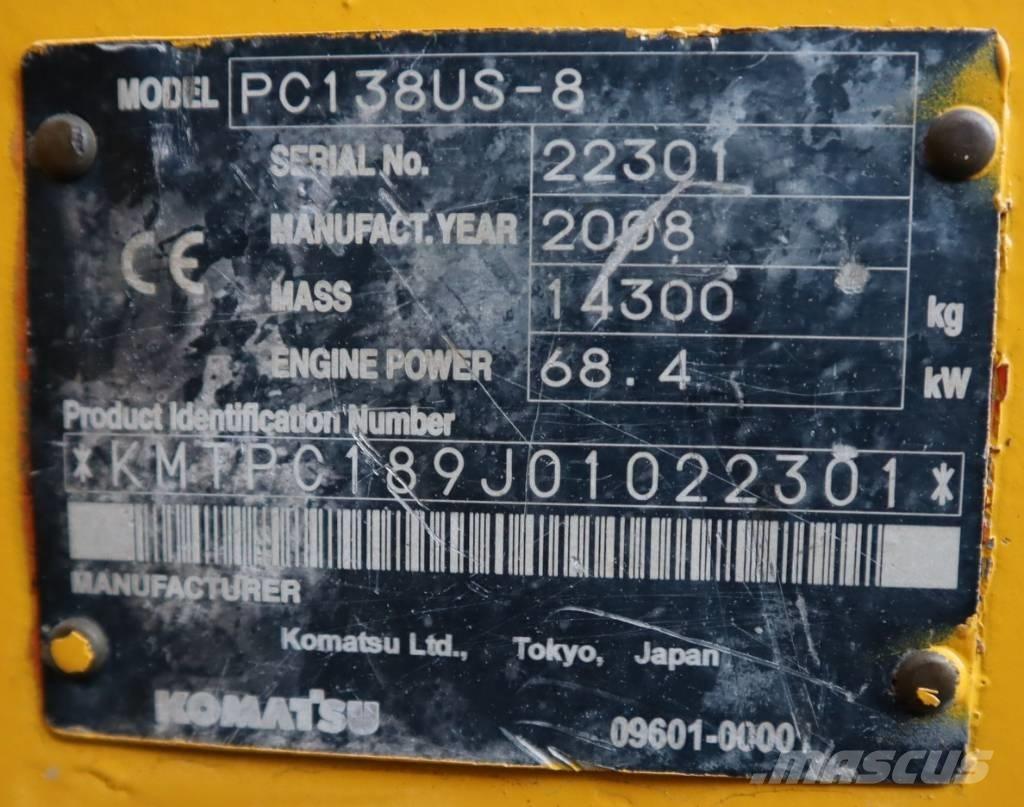 MODEL PC138US-8
SERIAL No. 22301
MANUFACT. YEAR 2008
CE
MASS 14300 kg
ENGINE POWER 68.4 kW
Product Identification Number
*KMTPC189J01022301*
MANUFACTURER
Komatsu Ltd., Tokyo, Japan
KOMATSU
09601-0000
MASCUS